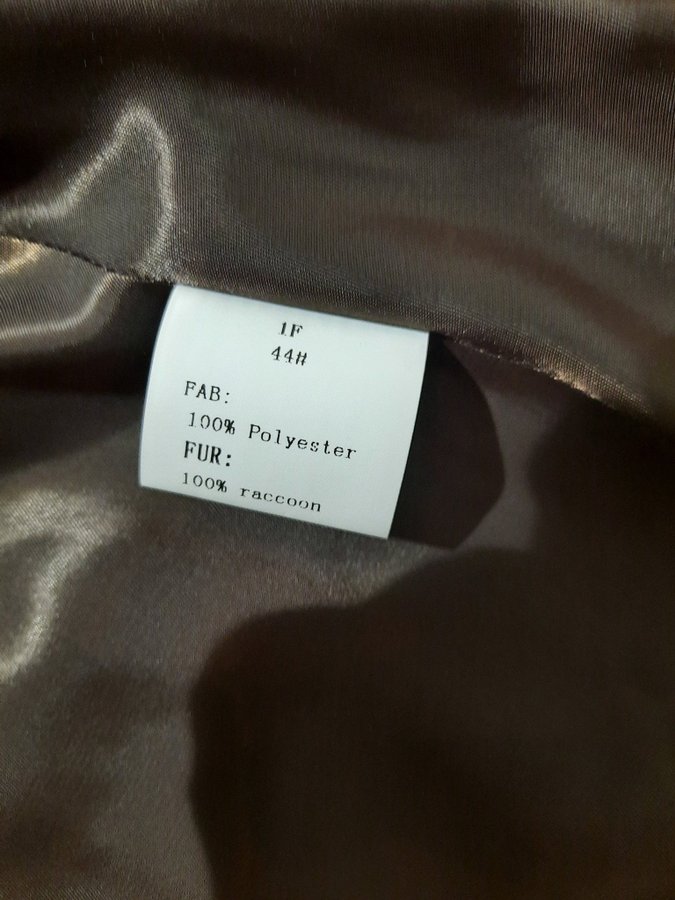 1F
44#
FAB:
100% Polyester
FUR:
100% raccoon